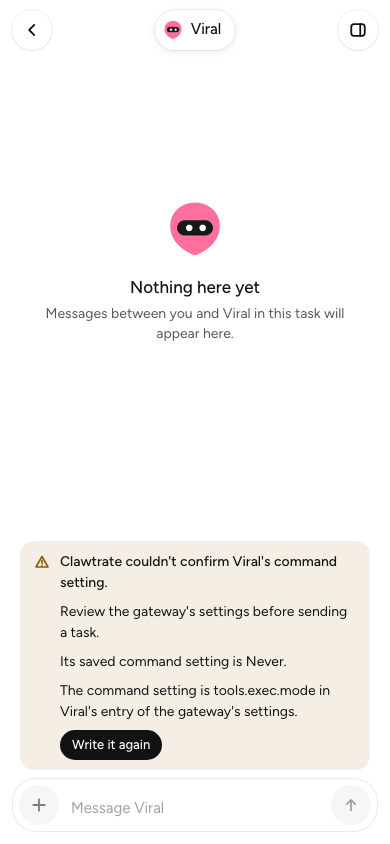 Viral
Nothing here yet
Messages between you and Viral in this task will
appear here.
Clawtrate couldn't confirm Viral's command
setting.
Review the gateway's settings before sending
a task.
Its saved command setting is Never.
The command setting is tools.exec.mode in
Viral's entry of the gateway's settings.
Write it again
Message Viral